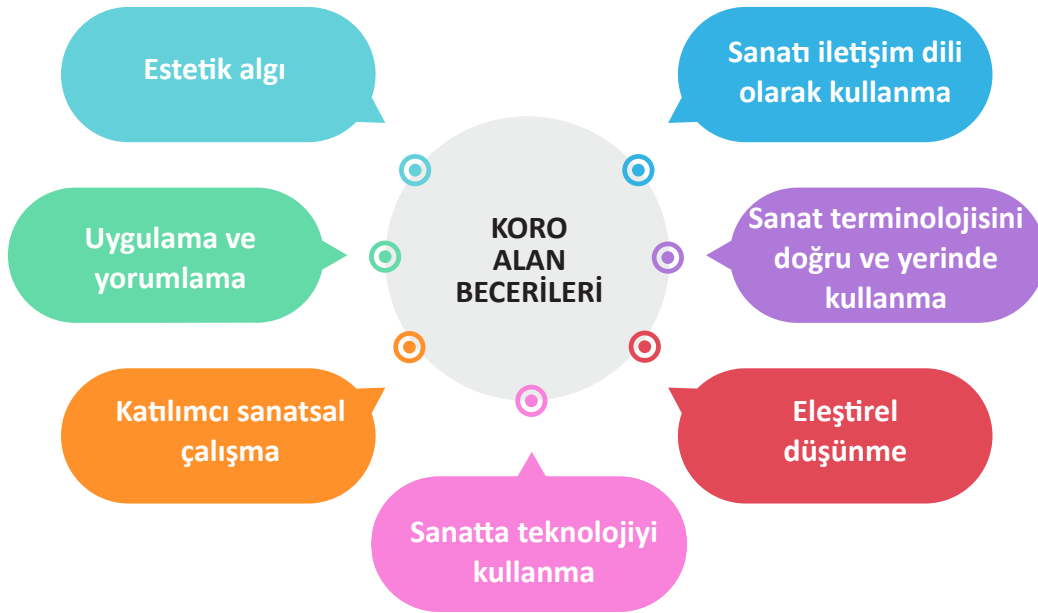 Estetik algı
Sanatı iletişim dili
olarak kullanma
Uygulama ve
yorumlama
KORO
ALAN
BECERİLERİ
Sanat terminolojisini
doğru ve yerinde
kullanma
Katılımcı sanatsal
çalışma
Eleştirel
düşünme
Sanatta teknolojiyi
kullanma